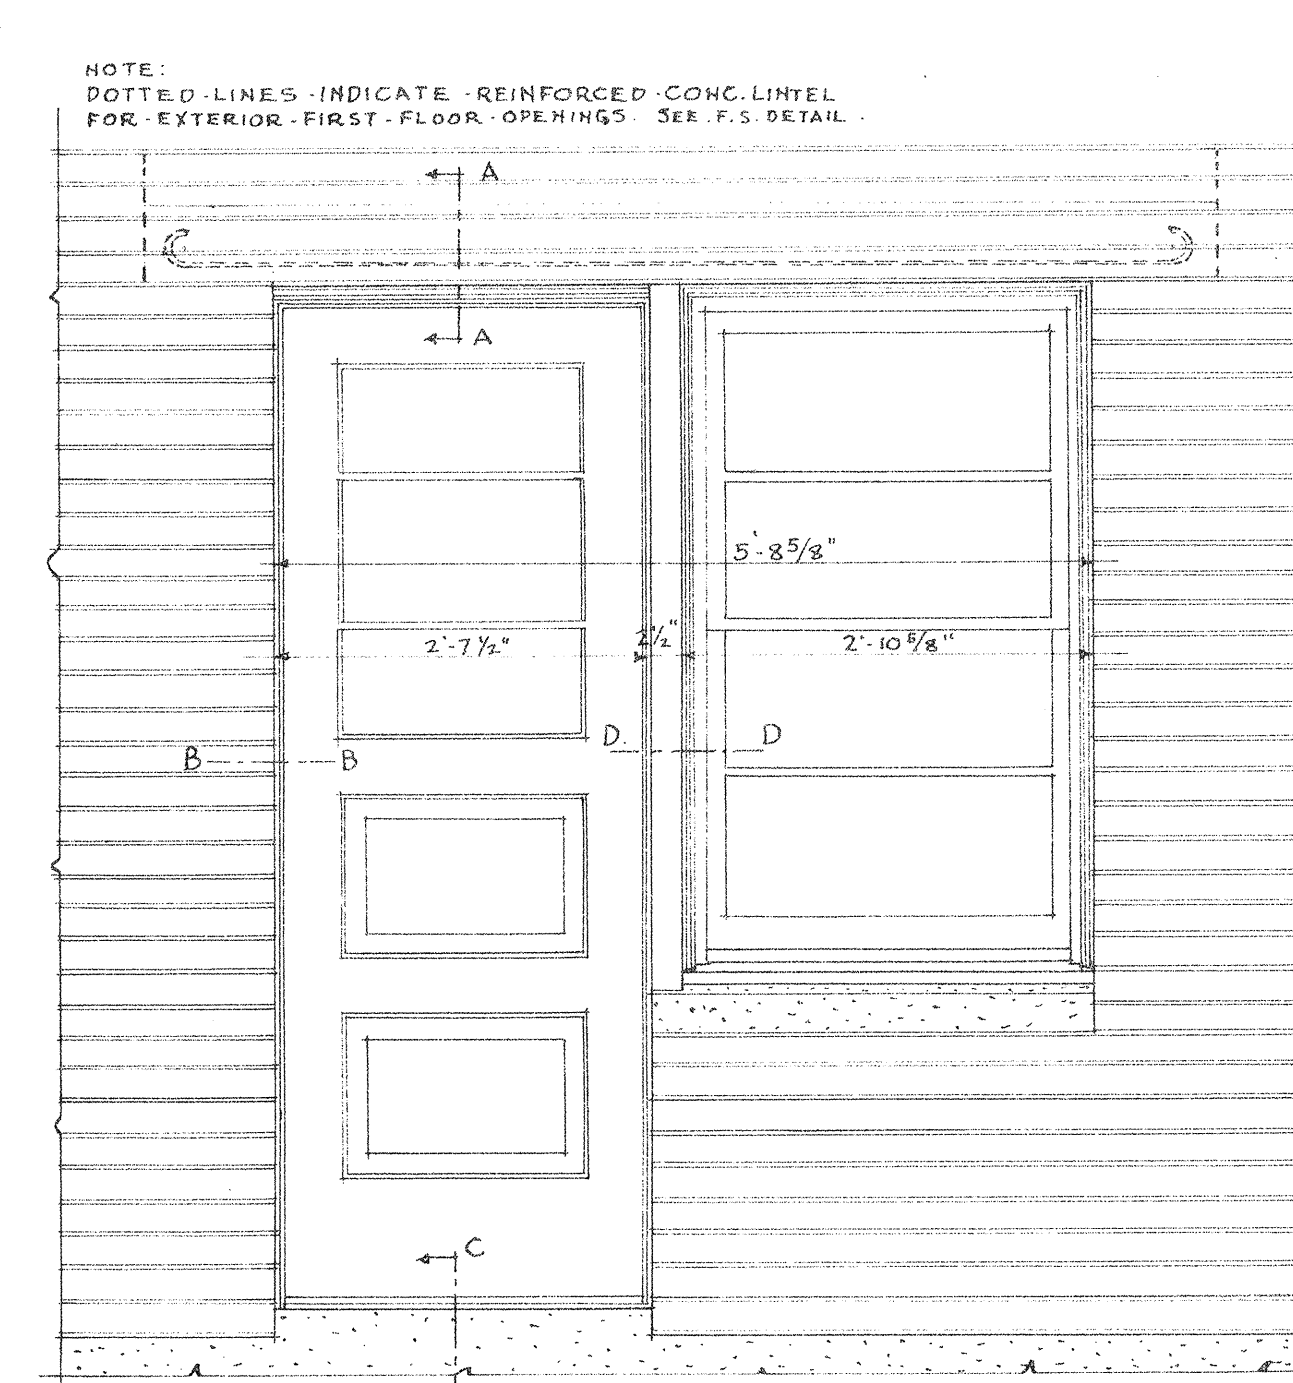 NOTE:
DOTTED·LINES·INDICATE·REINFORCED·CONC.LINTEL
FOR·EXTERIOR·FIRST·FLOOR·OPENINGS. SEE.F.S.DETAIL.
A
A
5'-8 5/8"
2'-7 1/2"
2 1/2"
2'-10 5/8"
D.
D
B
B
C